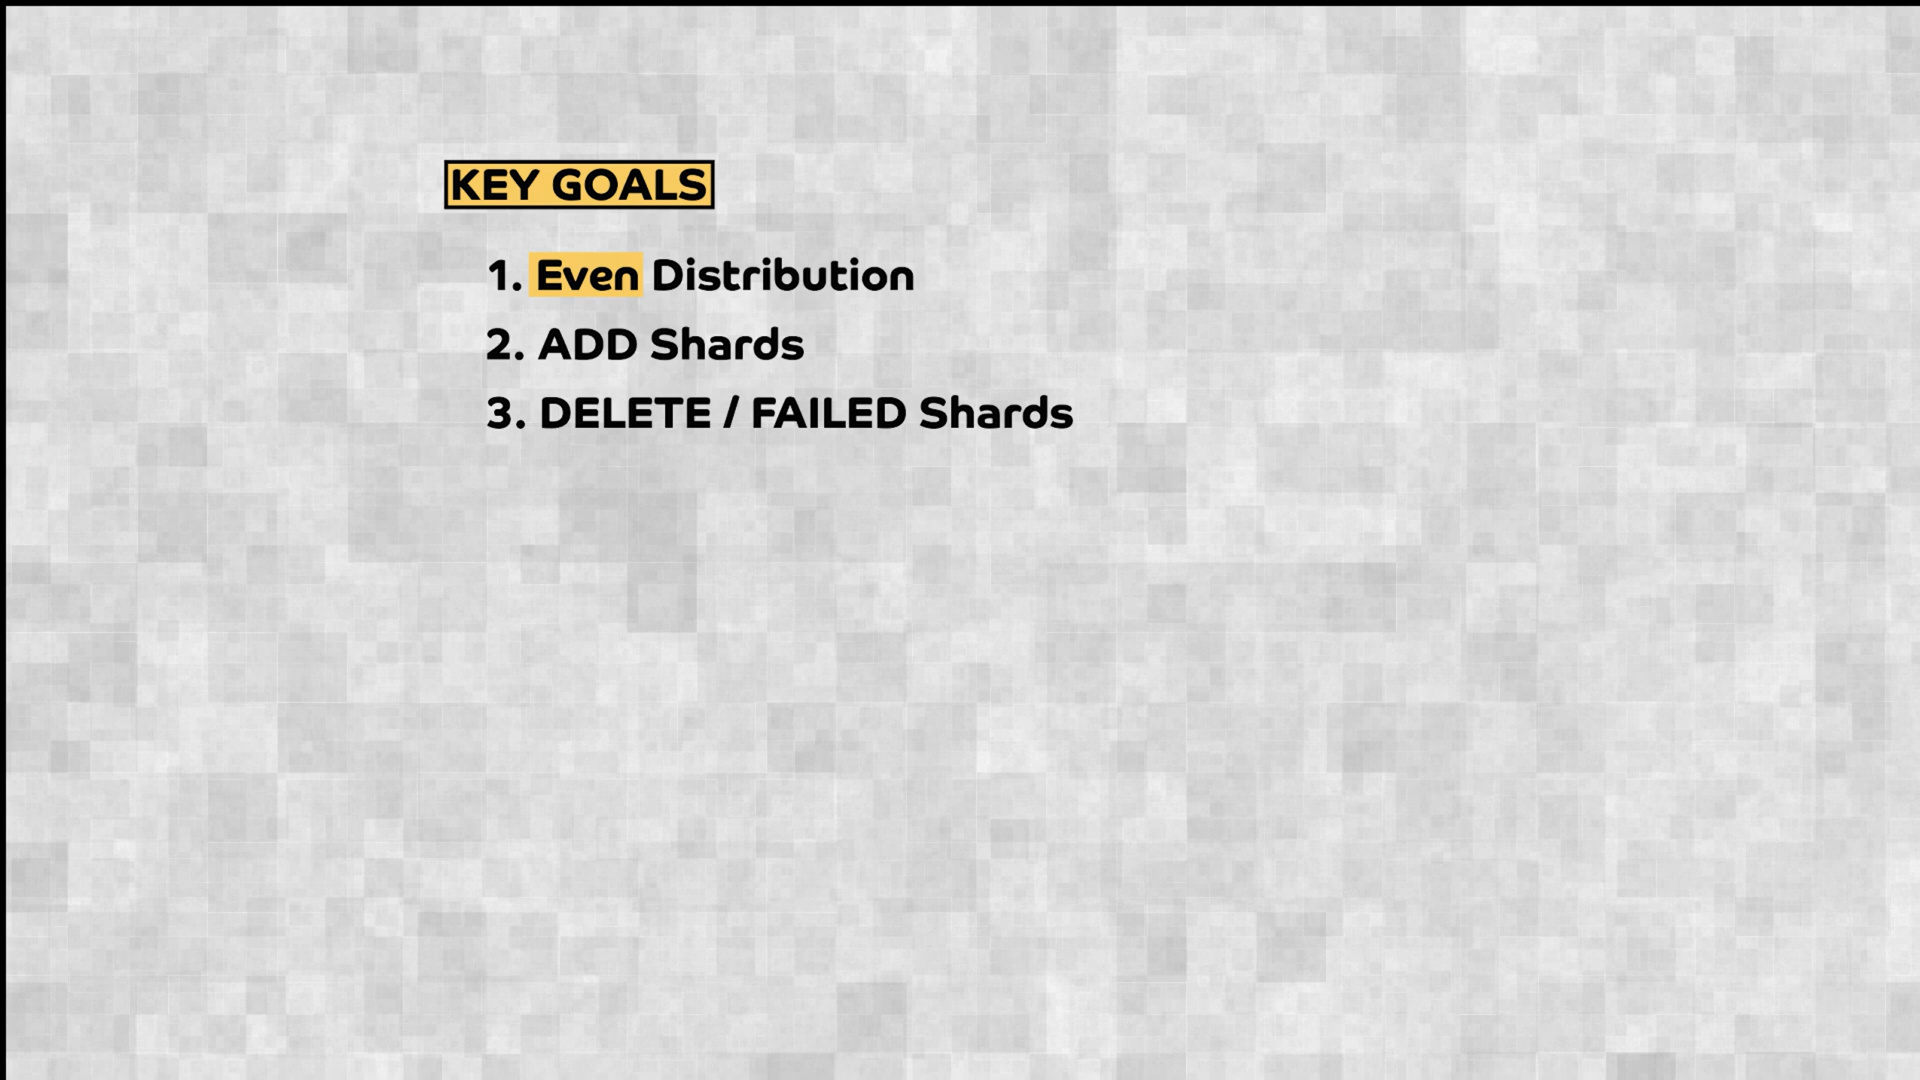 KEY GOALS
1. Even Distribution
2. ADD Shards
3. DELETE / FAILED Shards